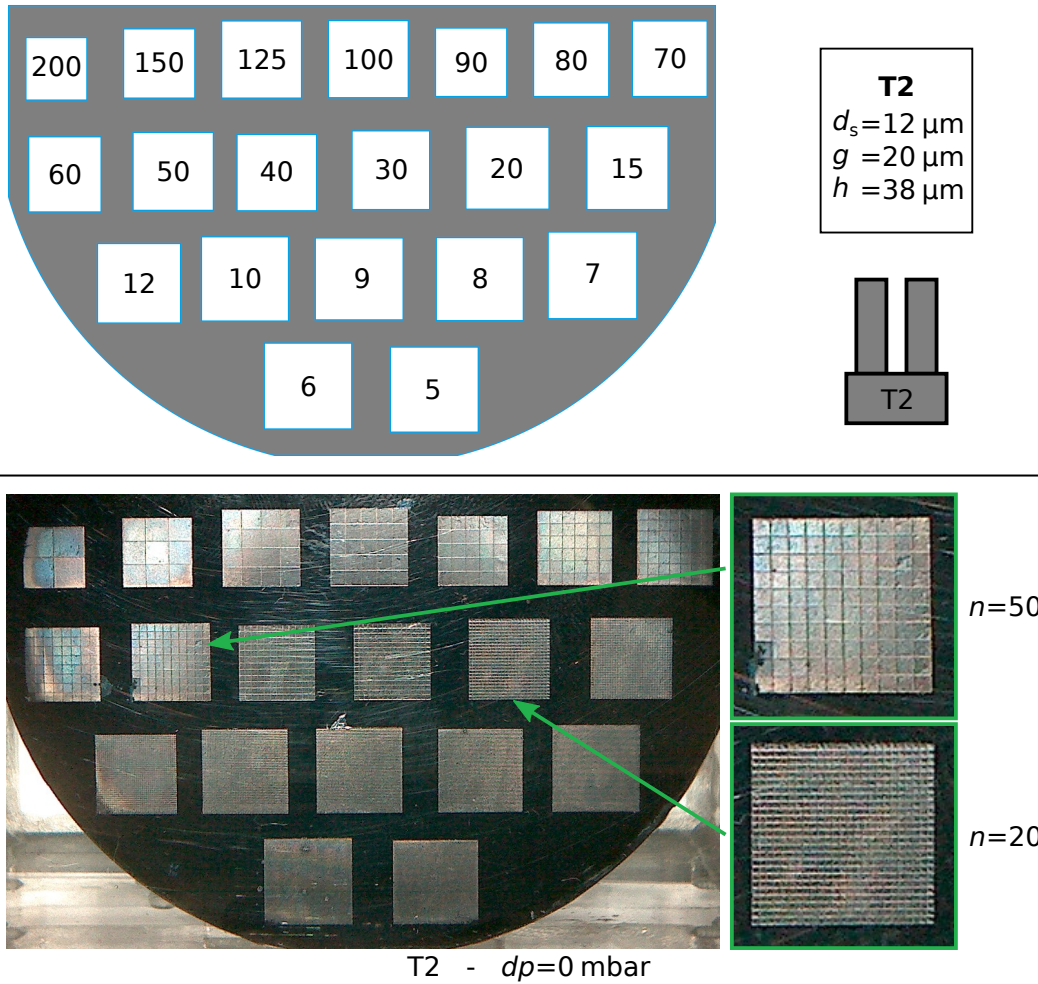 200 150 125 100 90 80 70
60 50 40 30 20 15
12 10 9 8 7
6 5
T2
ds=12 µm
g =20 µm
h =38 µm
T2
n=50
n=20
T2 - dp=0 mbar